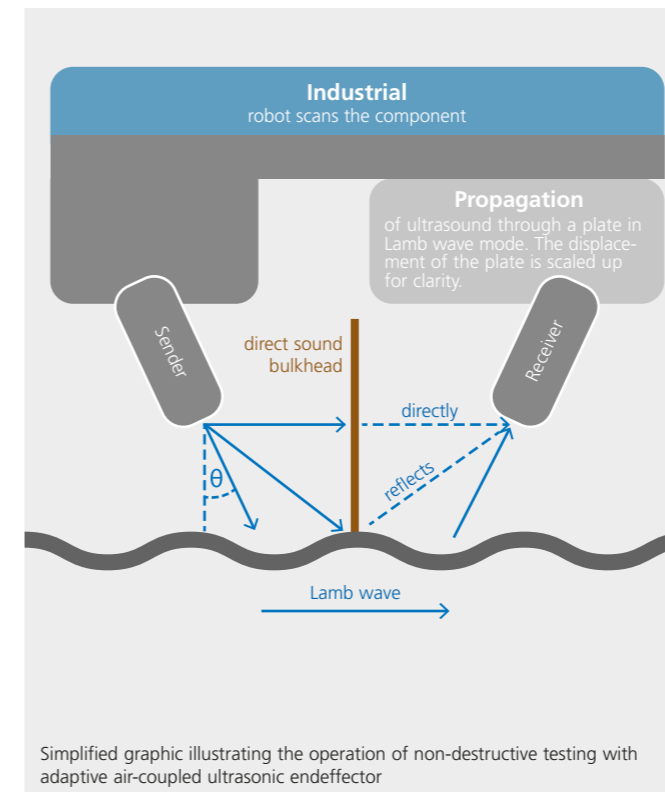 Industrial
robot scans the component
Propagation
of ultrasound through a plate in
Lamb wave mode. The displace-
ment of the plate is scaled up
for clarity.
Sender
Receiver
direct sound
bulkhead
directly
reflects
θ
Lamb wave
Simplified graphic illustrating the operation of non-destructive testing with
adaptive air-coupled ultrasonic endeffector